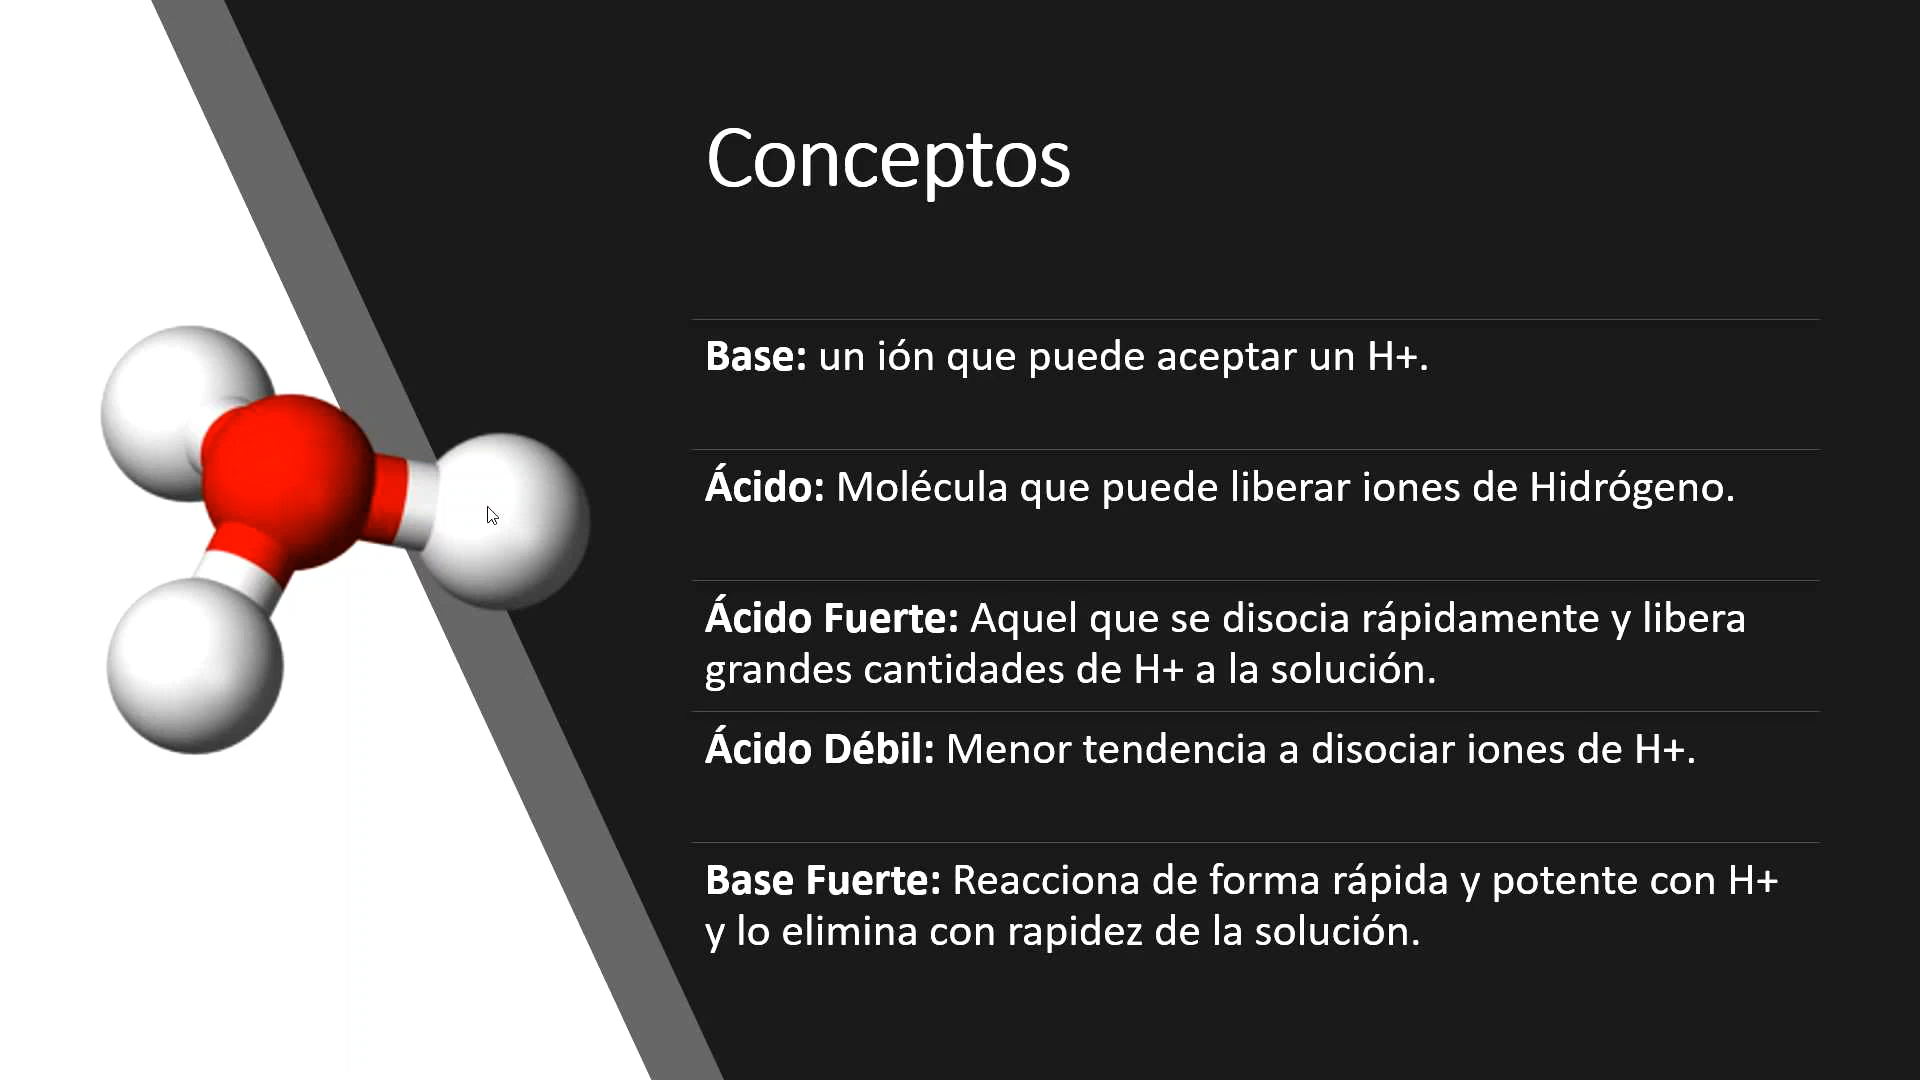 Conceptos
Base: un ión que puede aceptar un H+.
Ácido: Molécula que puede liberar iones de Hidrógeno.
Ácido Fuerte: Aquel que se disocia rápidamente y libera
grandes cantidades de H+ a la solución.
Ácido Débil: Menor tendencia a disociar iones de H+.
Base Fuerte: Reacciona de forma rápida y potente con H+
y lo elimina con rapidez de la solución.